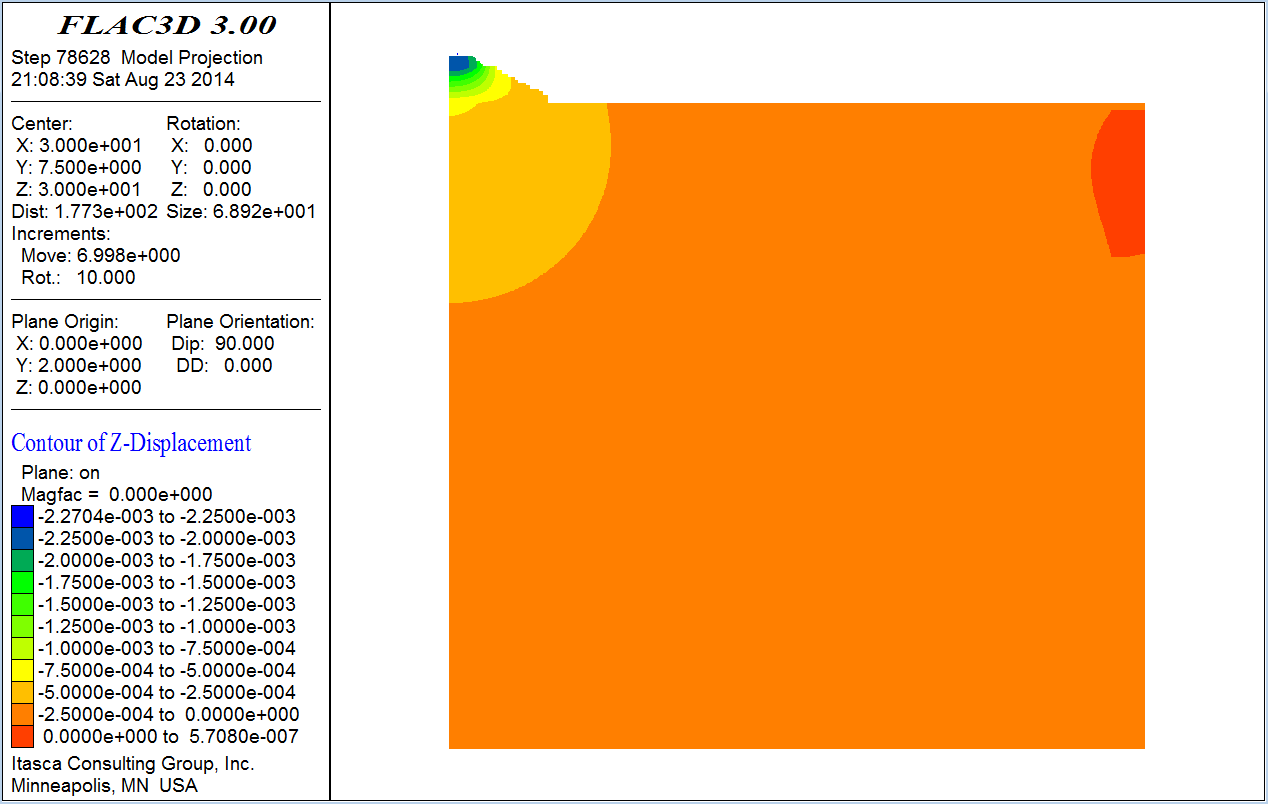 FLAC3D 3.00
Step 78628  Model Projection
21:08:39 Sat Aug 23 2014
Center: Rotation:
X: 3.000e+001 X: 0.000
Y: 7.500e+000 Y: 0.000
Z: 3.000e+001 Z: 0.000
Dist: 1.773e+002 Size: 6.892e+001
Increments:
Move: 6.998e+000
Rot.: 10.000
Plane Origin: Plane Orientation:
X: 0.000e+000 Dip: 90.000
Y: 2.000e+000 DD: 0.000
Z: 0.000e+000
Contour of Z-Displacement
Plane: on
Magfac = 0.000e+000
-2.2704e-003 to -2.2500e-003
-2.2500e-003 to -2.0000e-003
-2.0000e-003 to -1.7500e-003
-1.7500e-003 to -1.5000e-003
-1.5000e-003 to -1.2500e-003
-1.2500e-003 to -1.0000e-003
-1.0000e-003 to -7.5000e-004
-7.5000e-004 to -5.0000e-004
-5.0000e-004 to -2.5000e-004
-2.5000e-004 to 0.0000e+000
0.0000e+000 to 5.7080e-007
Itasca Consulting Group, Inc.
Minneapolis, MN  USA